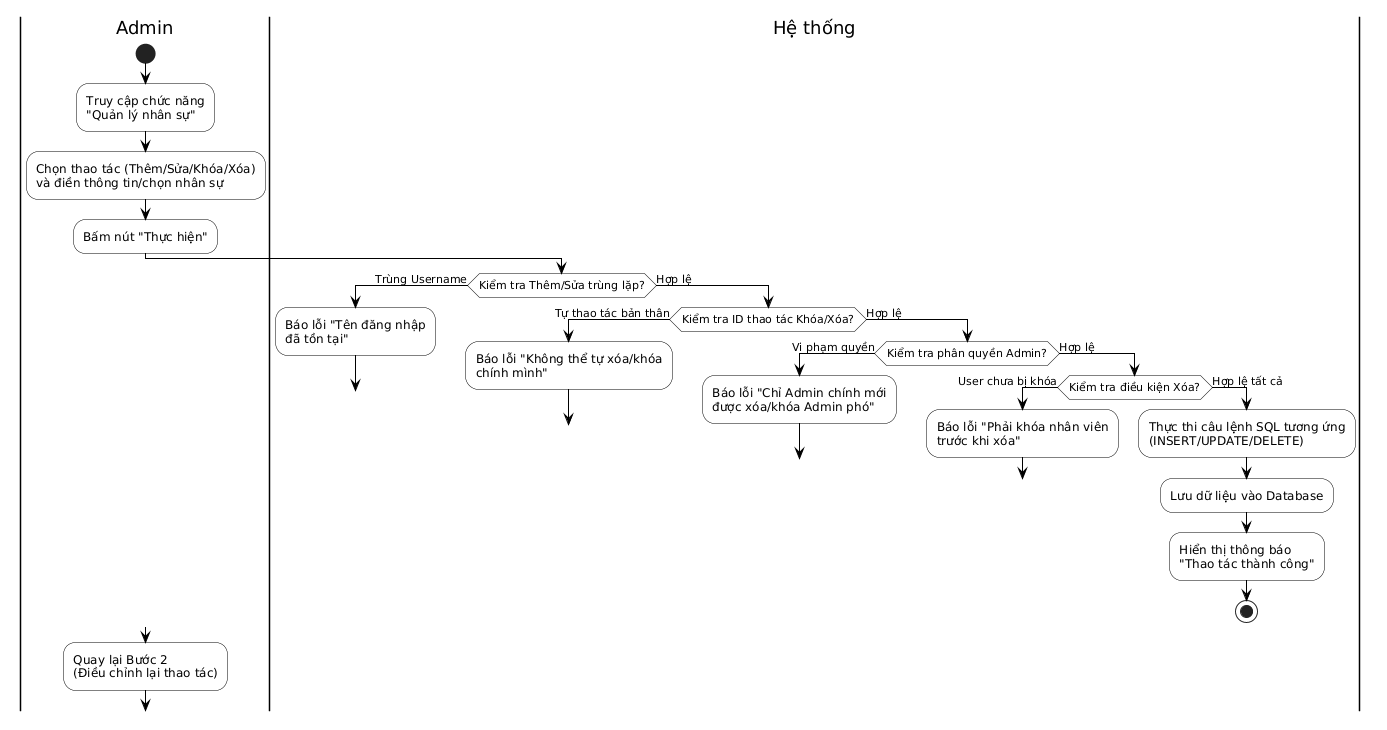 Admin
Hệ thống
Truy cập chức năng
"Quản lý nhân sự"
Chọn thao tác (Thêm/Sửa/Khóa/Xóa)
và điền thông tin/chọn nhân sự
Bấm nút "Thực hiện"
Trùng Username
Kiểm tra Thêm/Sửa trùng lặp?
Hợp lệ
Báo lỗi "Tên đăng nhập
đã tồn tại"
Tự thao tác bản thân
Kiểm tra ID thao tác Khóa/Xóa?
Hợp lệ
Báo lỗi "Không thể tự xóa/khóa
chính mình"
Vi phạm quyền
Kiểm tra phân quyền Admin?
Hợp lệ
Báo lỗi "Chỉ Admin chính mới
được xóa/khóa Admin phó"
User chưa bị khóa
Kiểm tra điều kiện Xóa?
Hợp lệ tất cả
Báo lỗi "Phải khóa nhân viên
trước khi xóa"
Thực thi câu lệnh SQL tương ứng
(INSERT/UPDATE/DELETE)
Lưu dữ liệu vào Database
Hiển thị thông báo
"Thao tác thành công"
Quay lại Bước 2
(Điều chỉnh lại thao tác)